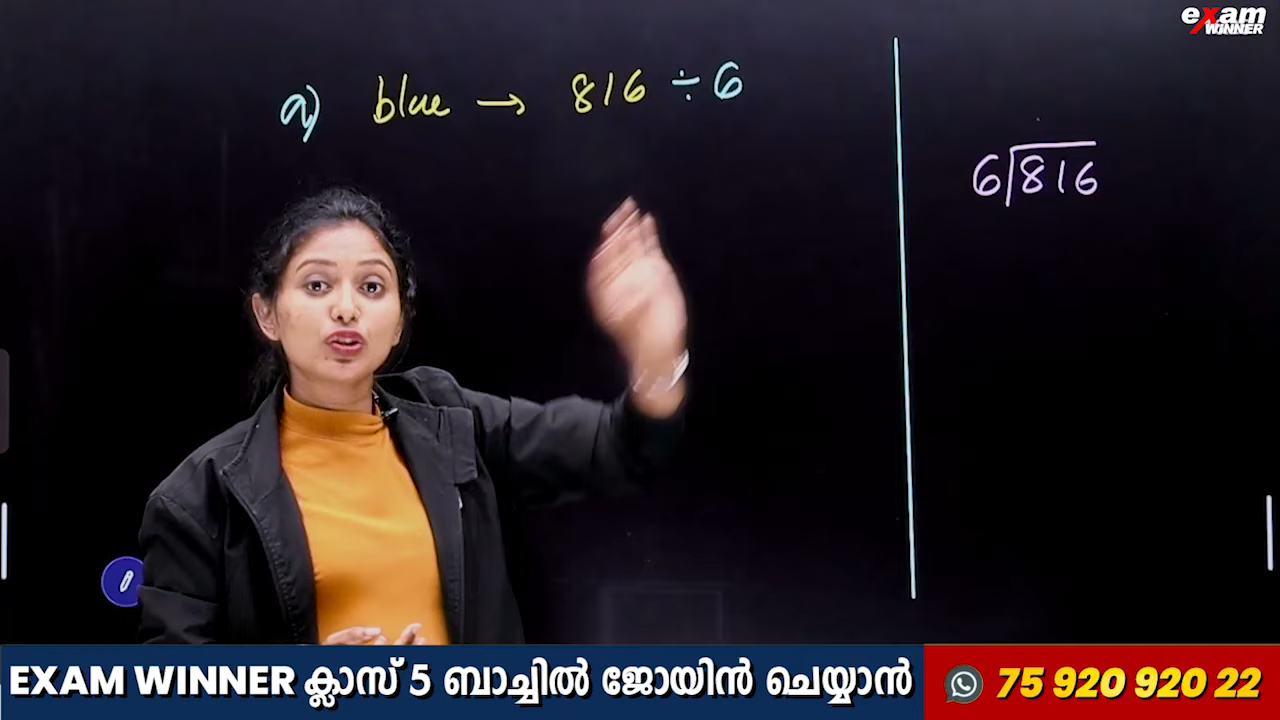 exam
WINNER
a) blue → 816 ÷ 6
6⟌816
EXAM WINNER ക്ലാസ് 5 ബാച്ചിൽ ജോയിൻ ചെയ്യാൻ
75 920 920 22